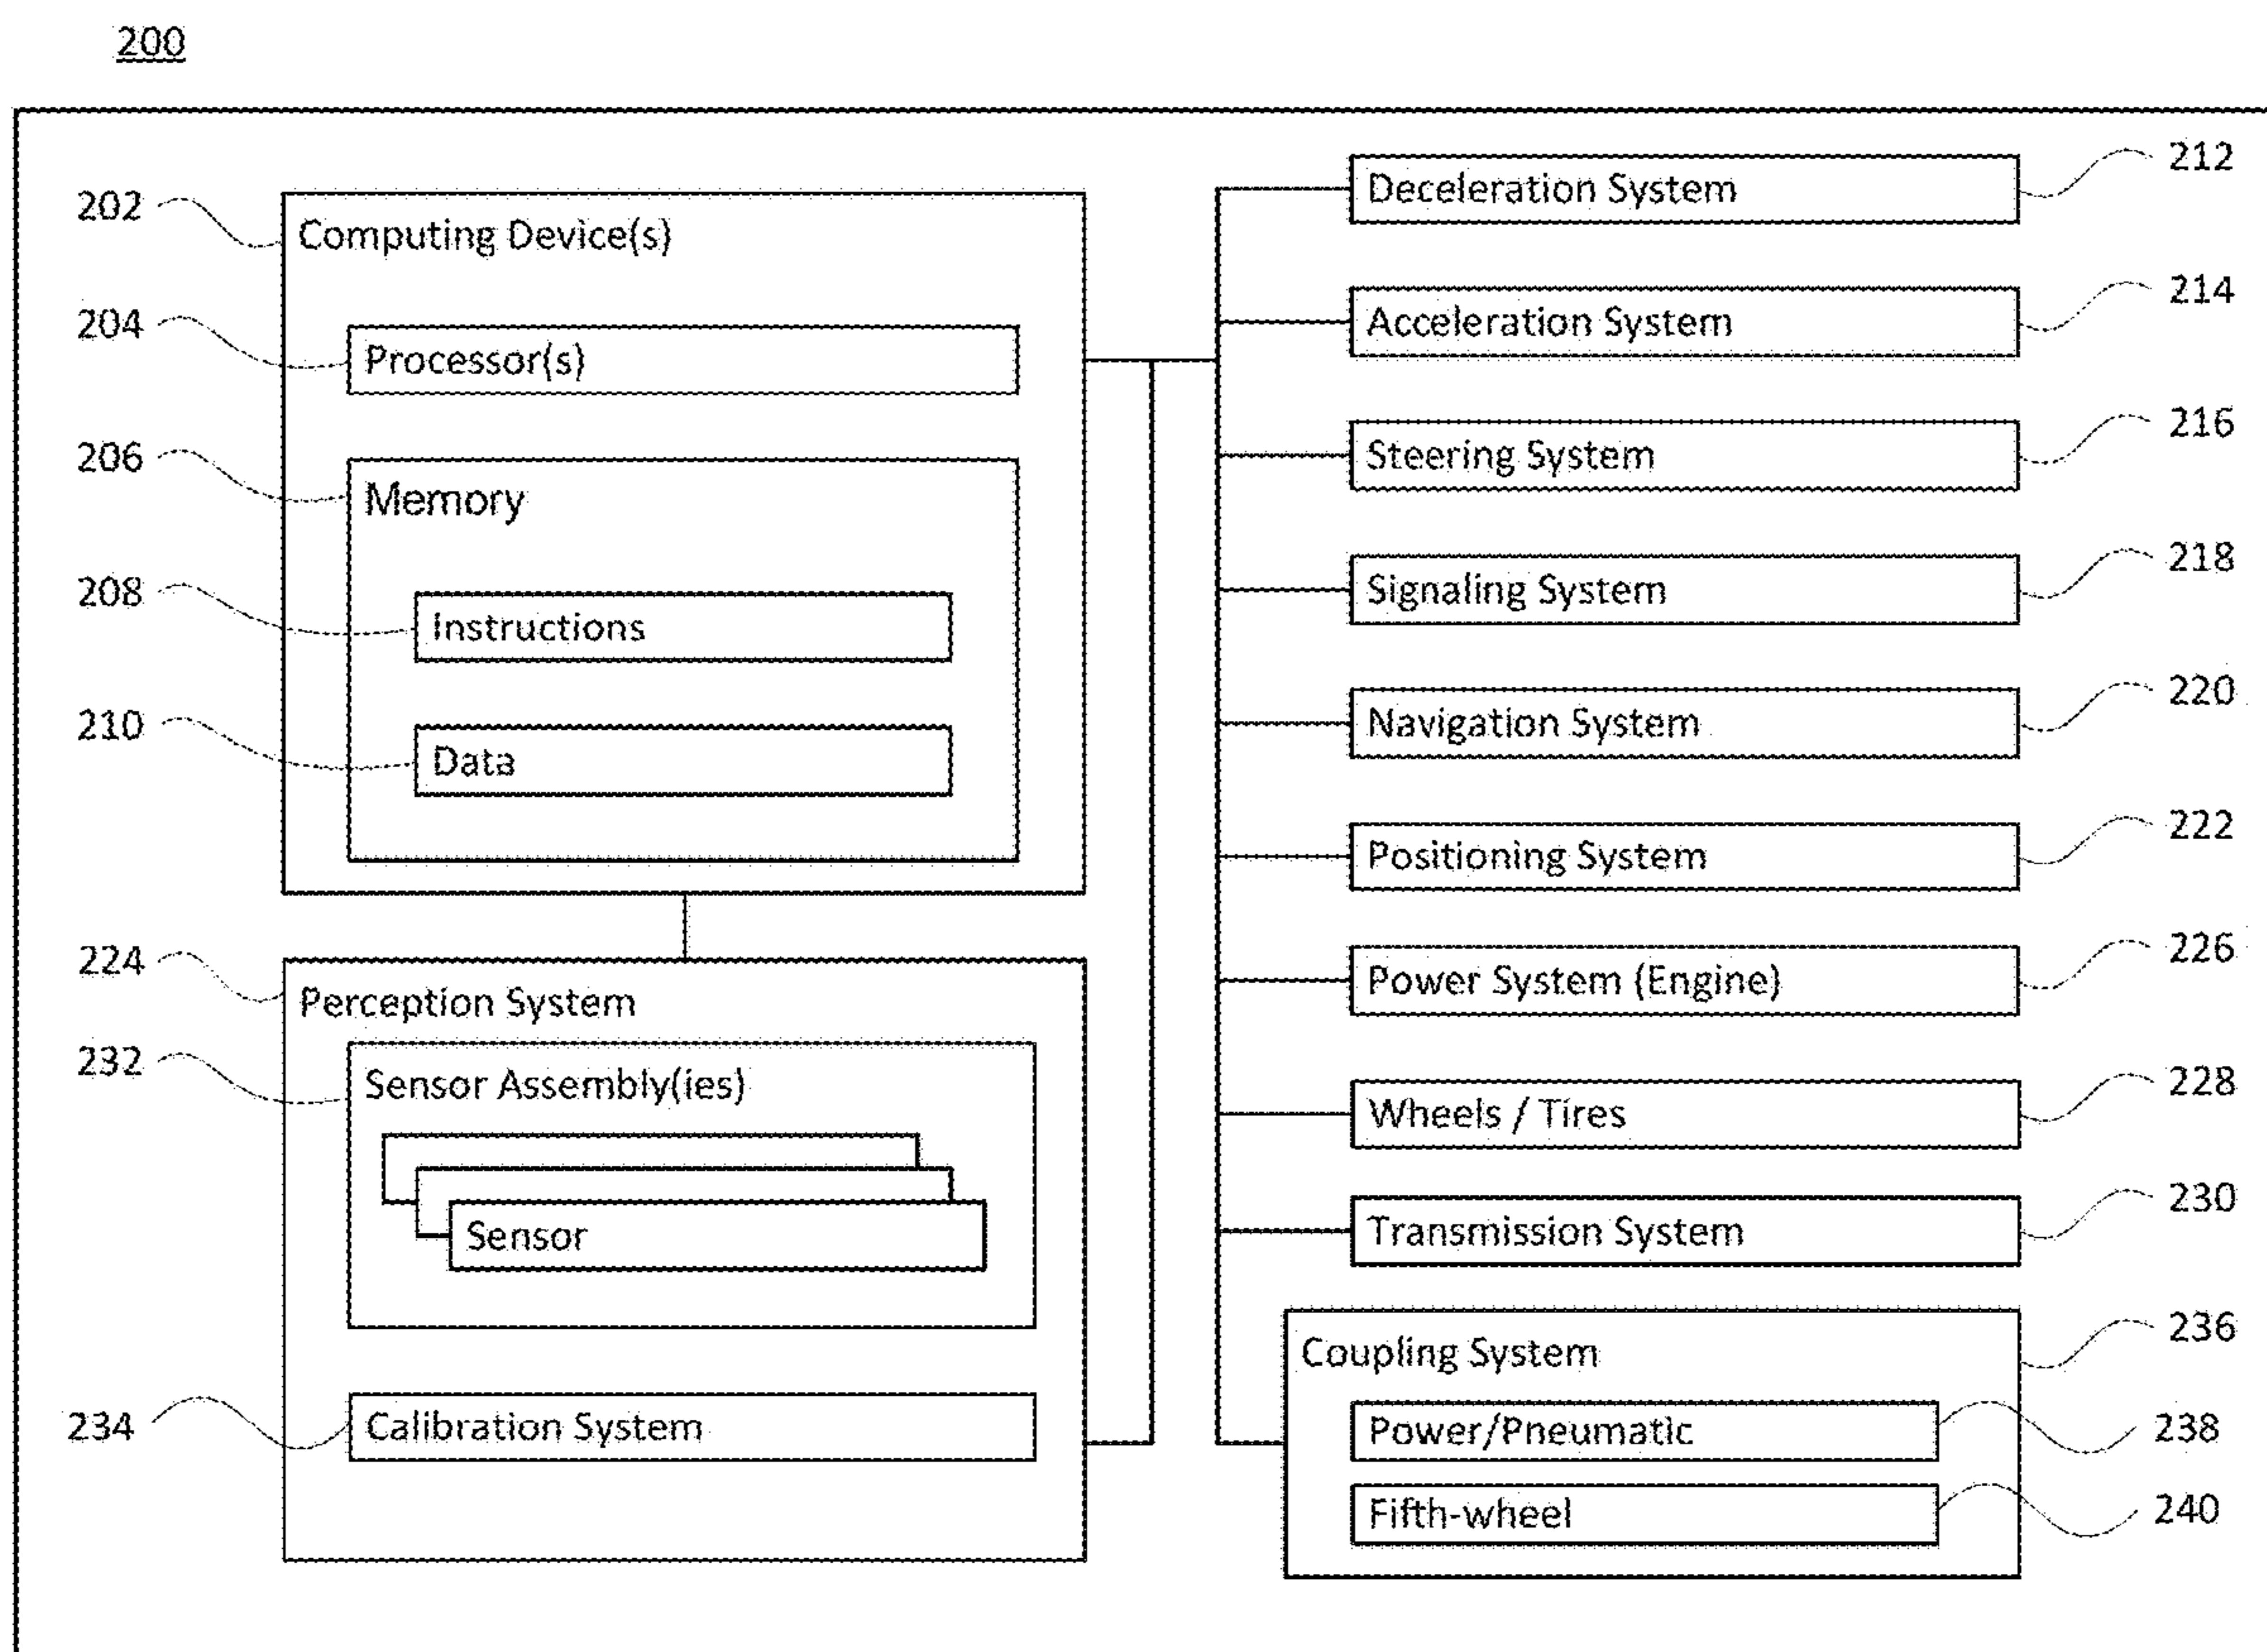 200
202
Computing Device(s)
204
Processor(s)
206
Memory
208
Instructions
210
Data
224
Perception System
232
Sensor Assembly(ies)
Sensor
234
Calibration System
Deceleration System
212
Acceleration System
214
Steering System
216
Signaling System
218
Navigation System
220
Positioning System
222
Power System (Engine)
226
Wheels / Tires
228
Transmission System
230
Coupling System
236
Power/Pneumatic
238
Fifth-wheel
240